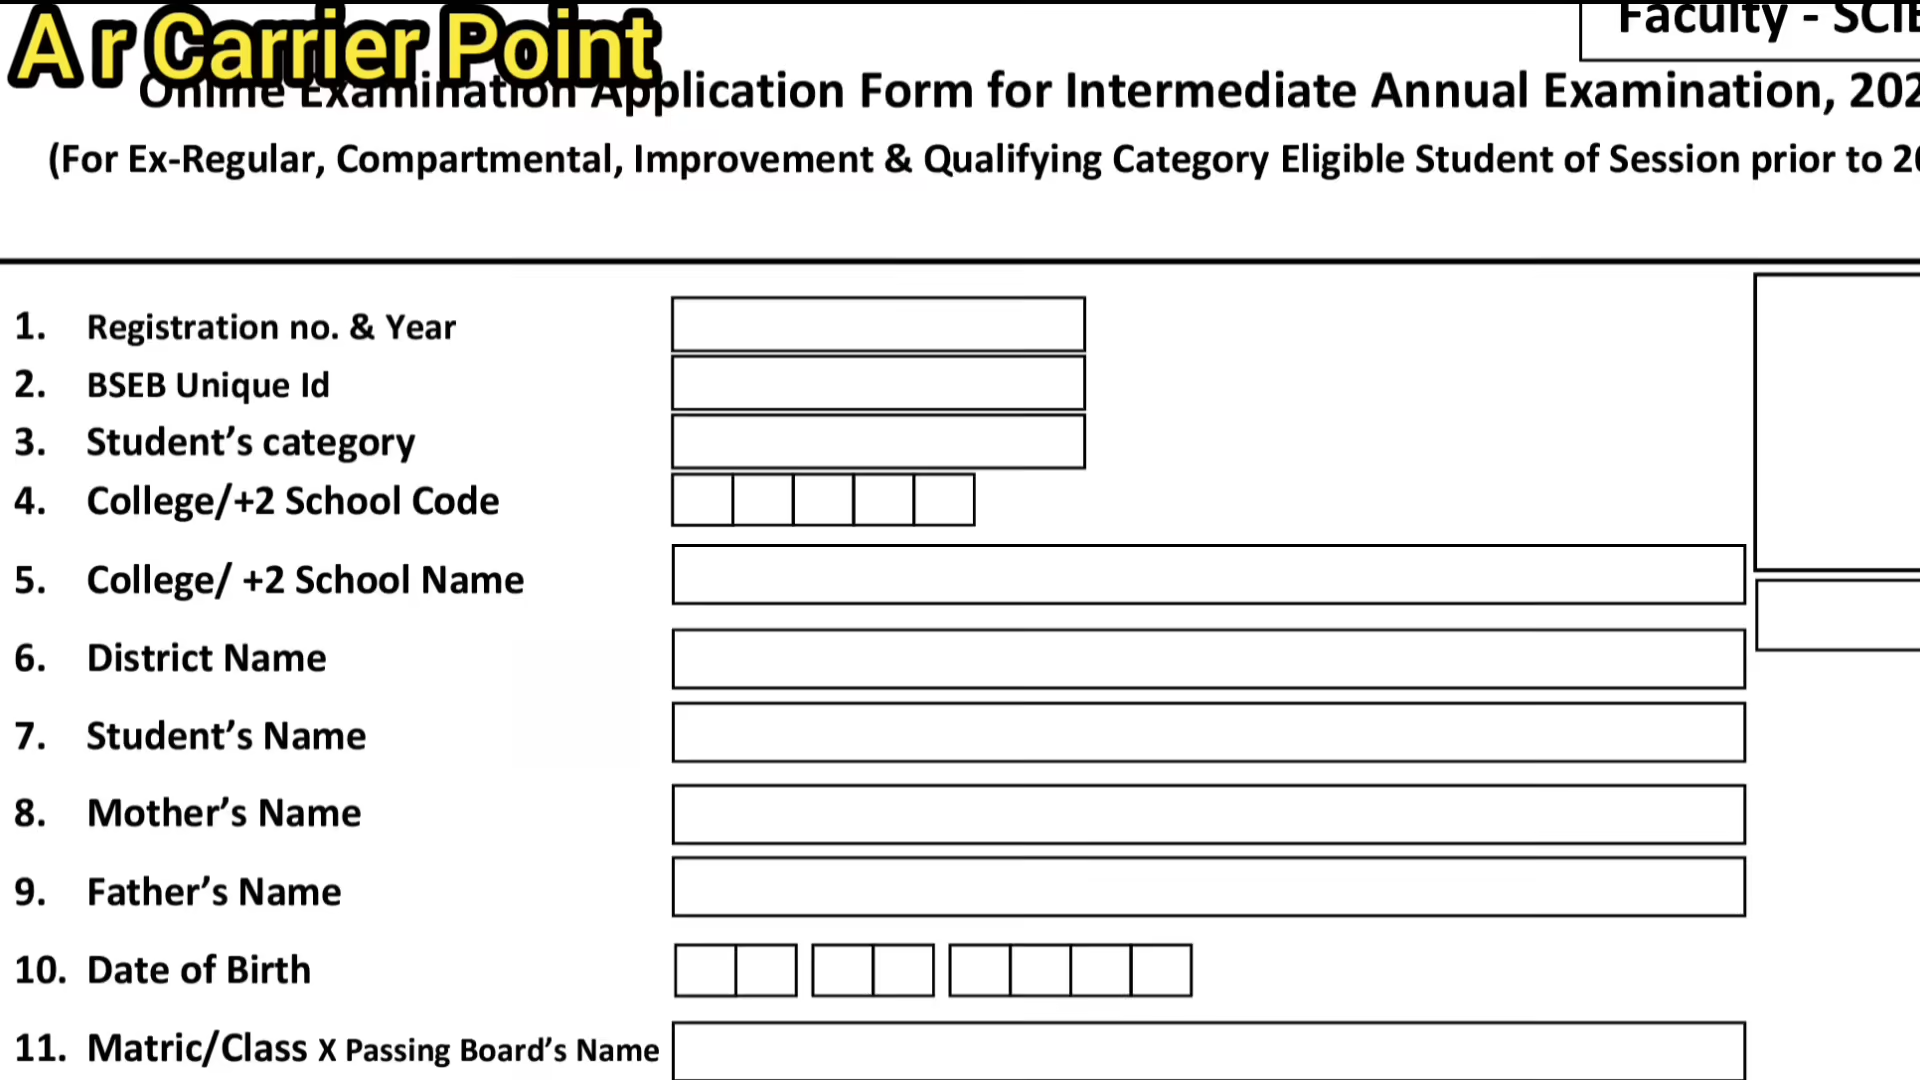 A r Carrier Point
Faculty -
Online Examination Application Form for Intermediate Annual Examination,
(For Ex-Regular, Compartmental, Improvement & Qualifying Category Eligible Student of Session prior to
1. Registration no. & Year
2. BSEB Unique Id
3. Student’s category
4. College/+2 School Code
5. College/ +2 School Name
6. District Name
7. Student’s Name
8. Mother’s Name
9. Father’s Name
10. Date of Birth
11. Matric/Class X Passing Board’s Name